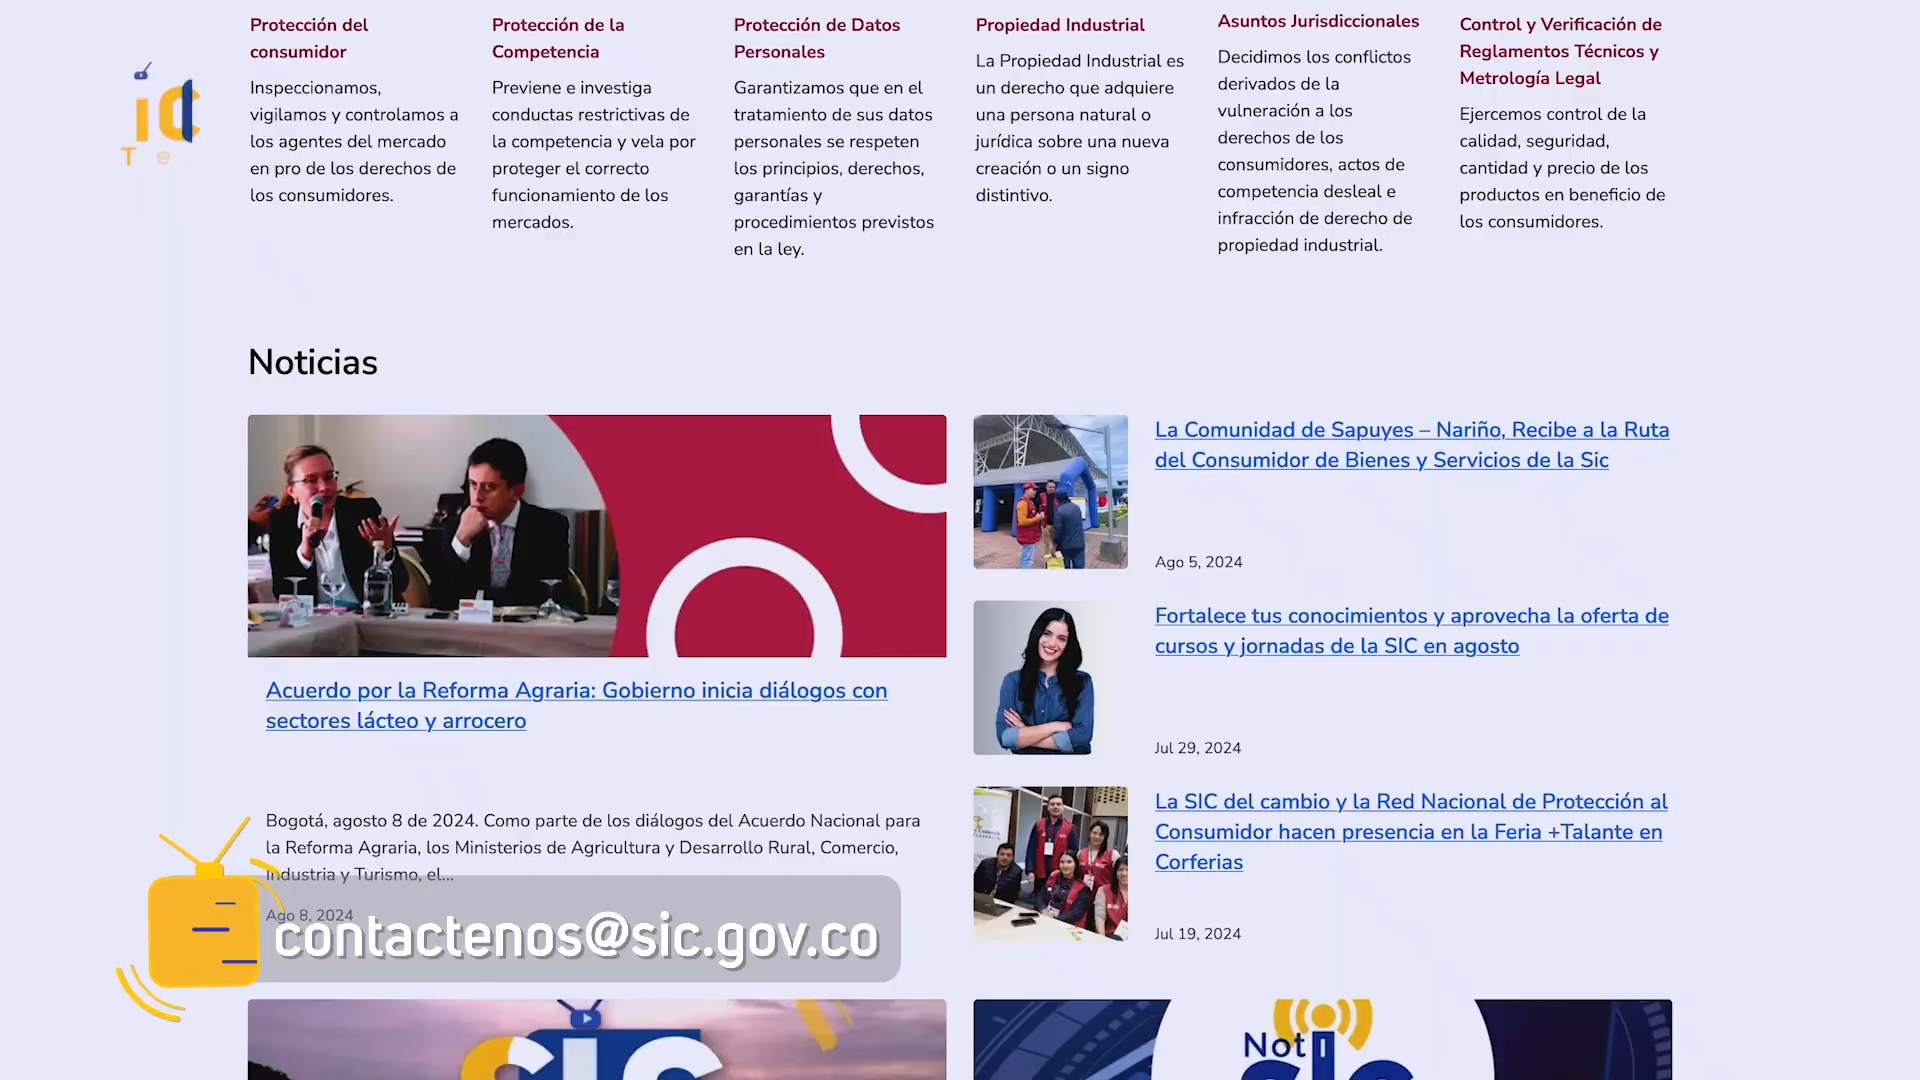 Protección del
consumidor
Inspeccionamos,
vigilamos y controlamos a
los agentes del mercado
en pro de los derechos de
los consumidores.
Protección de la
Competencia
Previene e investiga
conductas restrictivas de
la competencia y vela por
proteger el correcto
funcionamiento de los
mercados.
Protección de Datos
Personales
Garantizamos que en el
tratamiento de sus datos
personales se respeten
los principios, derechos,
garantías y
procedimientos previstos
en la ley.
Propiedad Industrial
La Propiedad Industrial es
un derecho que adquiere
una persona natural o
jurídica sobre una nueva
creación o un signo
distintivo.
Asuntos Jurisdiccionales
Decidimos los conflictos
derivados de la
vulneración a los
derechos de los
consumidores, actos de
competencia desleal e
infracción de derecho de
propiedad industrial.
Control y Verificación de
Reglamentos Técnicos y
Metrología Legal
Ejercemos control de la
calidad, seguridad,
cantidad y precio de los
productos en beneficio de
los consumidores.
ic
T e
Noticias
Acuerdo por la Reforma Agraria: Gobierno inicia diálogos con
sectores lácteo y arrocero
Bogotá, agosto 8 de 2024. Como parte de los diálogos del Acuerdo Nacional para
la Reforma Agraria, los Ministerios de Agricultura y Desarrollo Rural, Comercio,
Industria y Turismo, el...
Ago 8, 2024
contactenos@sic.gov.co
La Comunidad de Sapuyes – Nariño, Recibe a la Ruta
del Consumidor de Bienes y Servicios de la Sic
Ago 5, 2024
Fortalece tus conocimientos y aprovecha la oferta de
cursos y jornadas de la SIC en agosto
Jul 29, 2024
La SIC del cambio y la Red Nacional de Protección al
Consumidor hacen presencia en la Feria +Talante en
Corferias
Jul 19, 2024
sic
Noti
sic